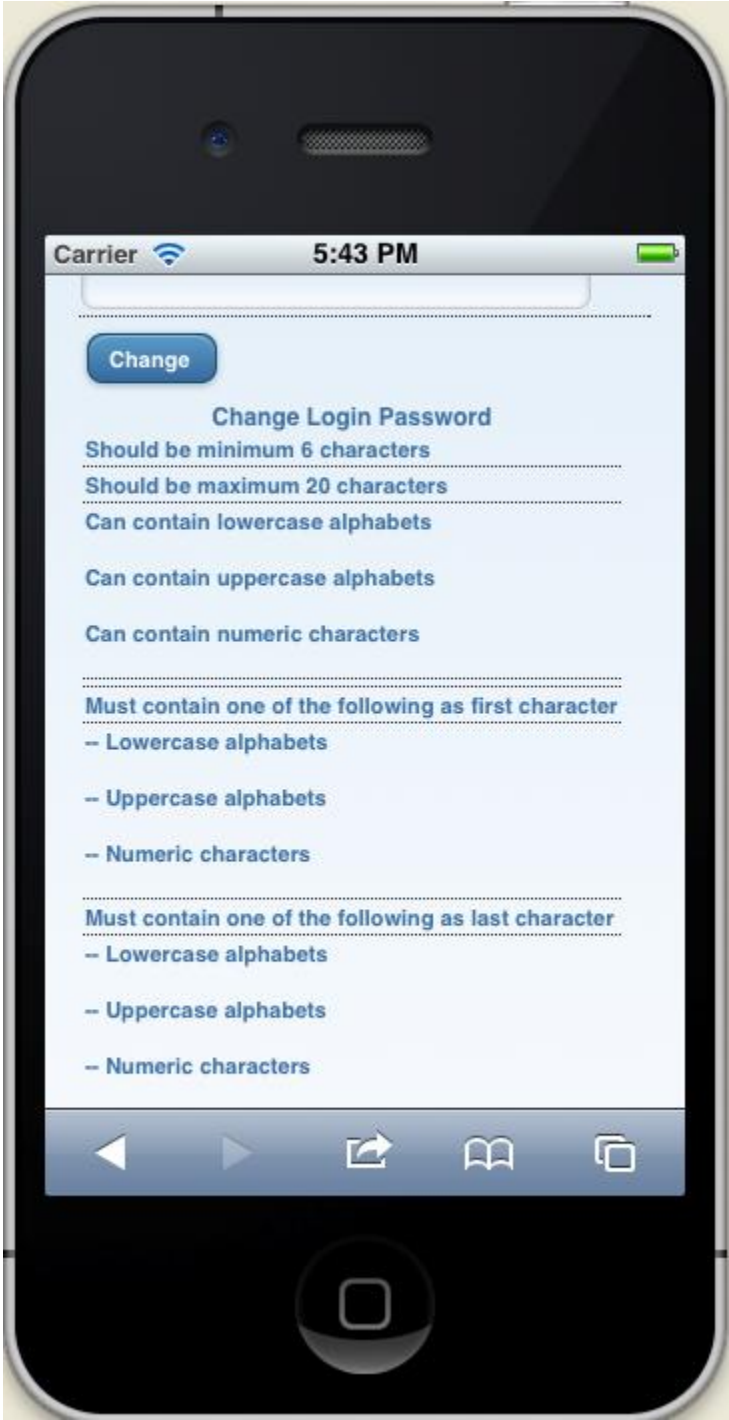 Carrier 5:43 PM
Change
Change Login Password
Should be minimum 6 characters
Should be maximum 20 characters
Can contain lowercase alphabets
Can contain uppercase alphabets
Can contain numeric characters
Must contain one of the following as first character
-- Lowercase alphabets
-- Uppercase alphabets
-- Numeric characters
Must contain one of the following as last character
-- Lowercase alphabets
-- Uppercase alphabets
-- Numeric characters